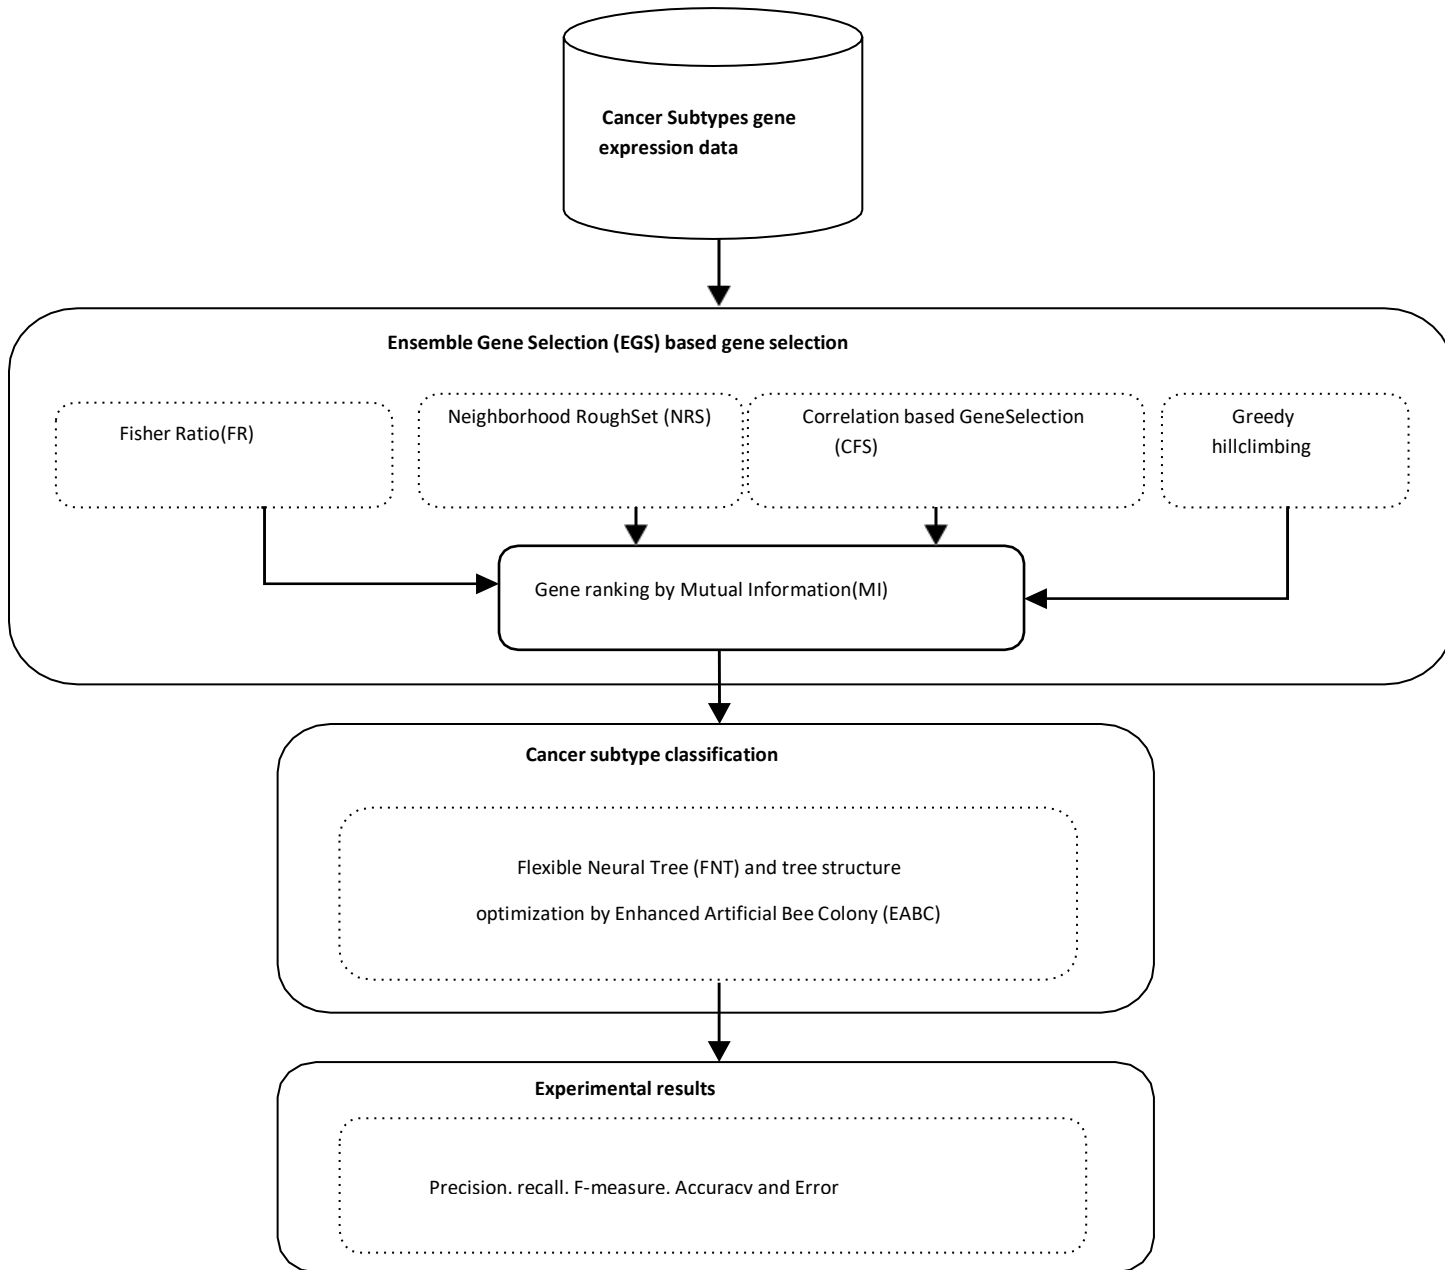 Cancer Subtypes gene
expression data
Ensemble Gene Selection (EGS) based gene selection
Fisher Ratio(FR)
Neighborhood RoughSet (NRS)
Correlation based GeneSelection
(CFS)
Greedy
hillclimbing
Gene ranking by Mutual Information(MI)
Cancer subtype classification
Flexible Neural Tree (FNT) and tree structure
optimization by Enhanced Artificial Bee Colony (EABC)
Experimental results
Precision. recall. F-measure. Accuracy and Error